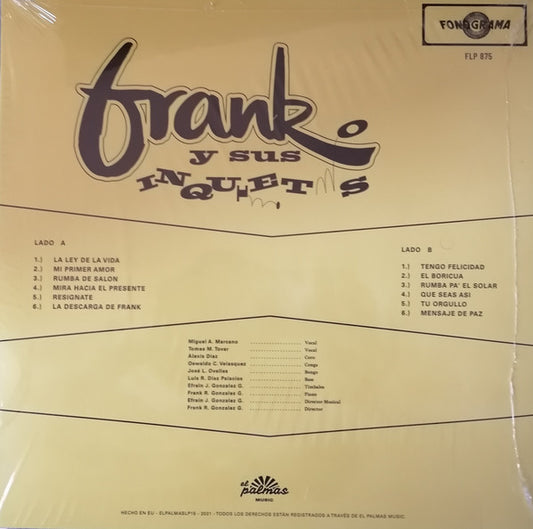 FONOGRAMA
FLP 875
frank
y sus
INQUIETOS
LADO A
1.) LA LEY DE LA VIDA
2.) MI PRIMER AMOR
3.) RUMBA DE SALON
4.) MIRA HACIA EL PRESENTE
5.) RESIGNATE
6.) LA DESCARGA DE FRANK
LADO B
1.) TENGO FELICIDAD
2.) EL BORICUA
3.) RUMBA PA' EL SOLAR
4.) QUE SEAS ASI
5.) TU ORGULLO
6.) MENSAJE DE PAZ
Miguel A. Marcano Vocal
Tomas M. Tovar Vocal
Alexis Diaz Coro
Oswaldo C. Velasquez Conga
José L. Ovalles Bongo
Luis R. Diaz Palacios Bass
Efraín J. Gonzalez G. Timbales
Frank R. Gonzalez G. Piano
Efraín J. Gonzalez G. Director Musical
Frank R. Gonzalez G. Director
el palmas
MUSIC
HECHO EN EU - ELPALMASLP15 - 2021 - TODOS LOS DERECHOS ESTÁN REGISTRADOS A TRAVÉS DE EL PALMAS MUSIC.